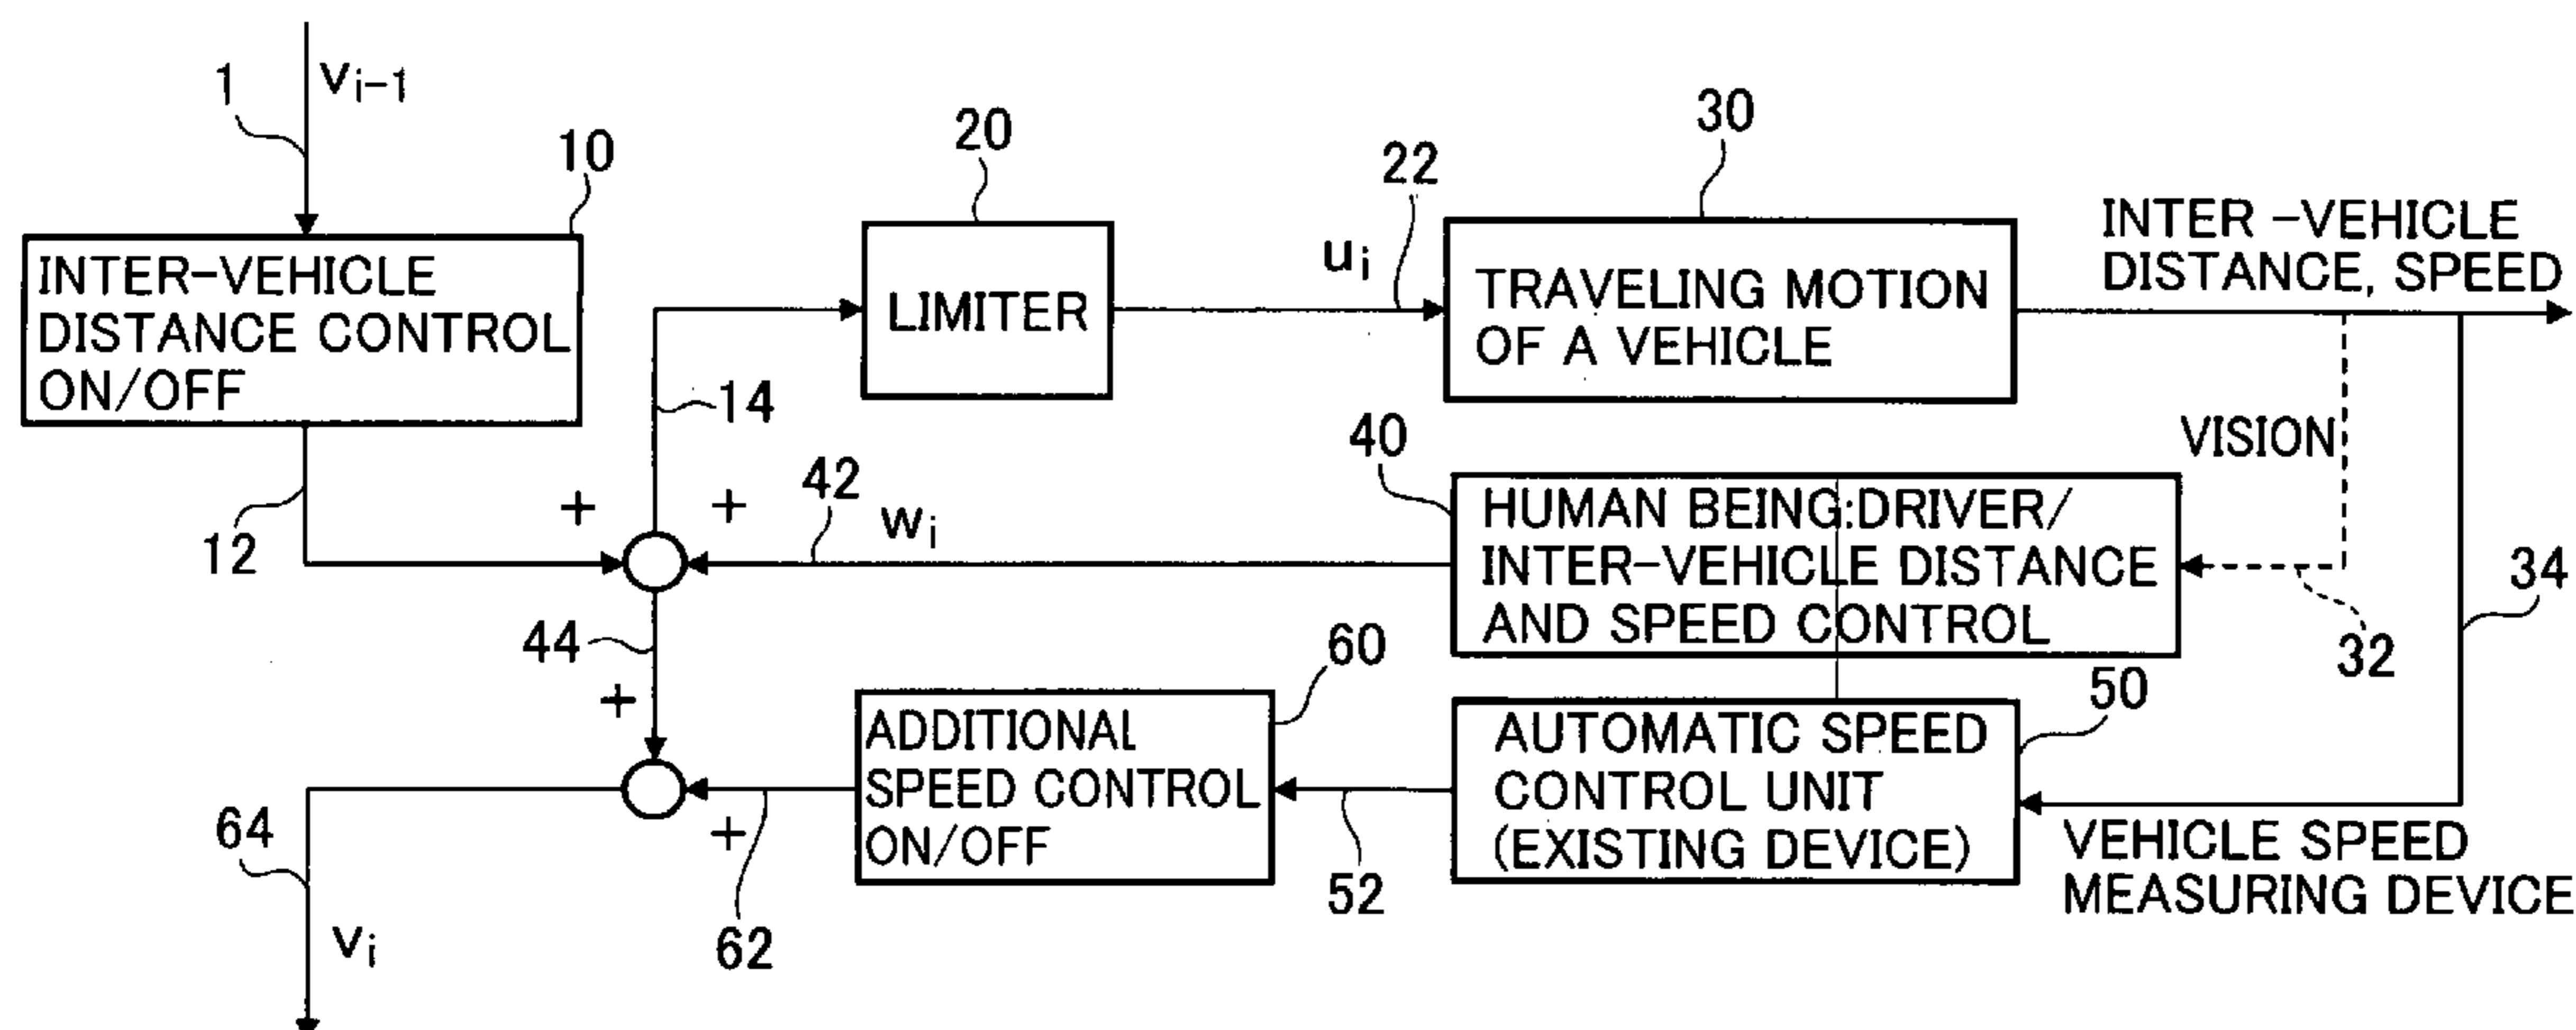 1
vi-1
10
INTER-VEHICLE
DISTANCE CONTROL
ON/OFF
12
14
+
+
20
LIMITER
22
ui
30
TRAVELING MOTION
OF A VEHICLE
INTER -VEHICLE
DISTANCE, SPEED
VISION
32
34
40
HUMAN BEING:DRIVER/
INTER-VEHICLE DISTANCE
AND SPEED CONTROL
42
wi
44
+
+
50
AUTOMATIC SPEED
CONTROL UNIT
(EXISTING DEVICE)
VEHICLE SPEED
MEASURING DEVICE
52
60
ADDITIONAL
SPEED CONTROL
ON/OFF
62
64
vi